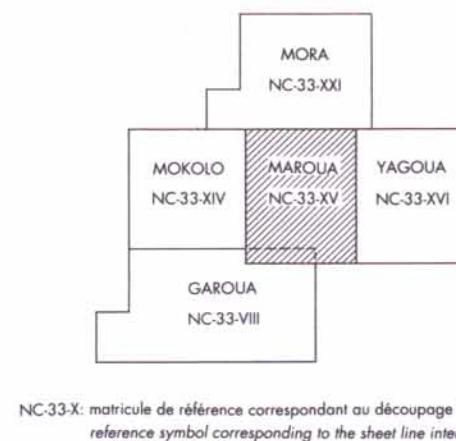 MORA
NC-33-XXI
MOKOLO
NC-33-XIV
MAROUA
NC-33-XV
YAGOUA
NC-33-XVI
GAROUA
NC-33-VIII
NC-33-X: matricule de référence correspondant au découpage
reference symbol corresponding to the sheet line